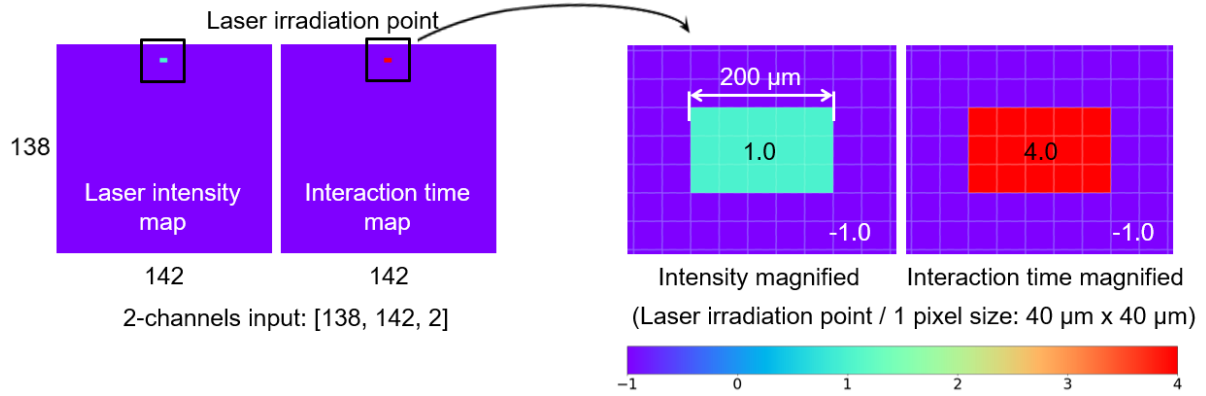 Laser irradiation point
138
Laser intensity
map
Interaction time
map
142
142
2-channels input: [138, 142, 2]
200 μm
1.0
-1.0
4.0
-1.0
Intensity magnified
Interaction time magnified
(Laser irradiation point / 1 pixel size: 40 μm x 40 μm)
−1 0 1 2 3 4